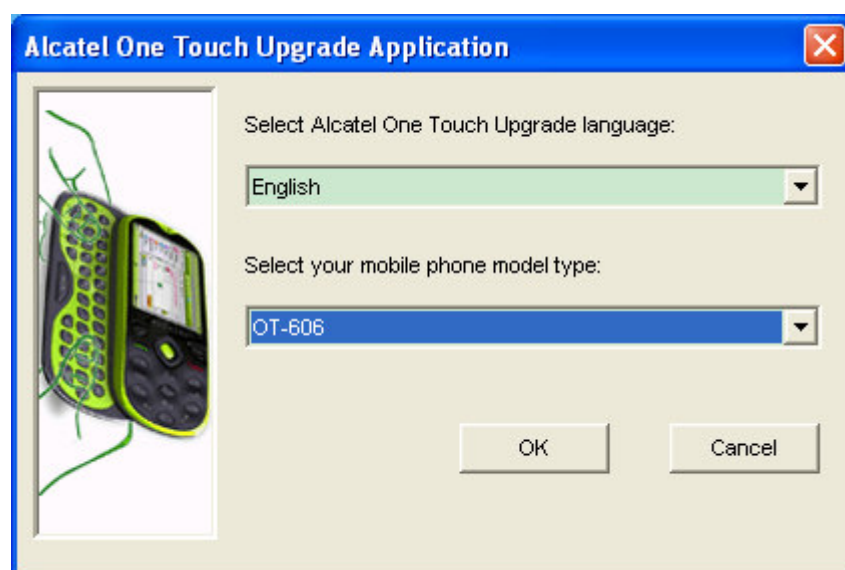 Alcatel One Touch Upgrade Application
Select Alcatel One Touch Upgrade language:
English
Select your mobile phone model type:
OT-606
OK
Cancel